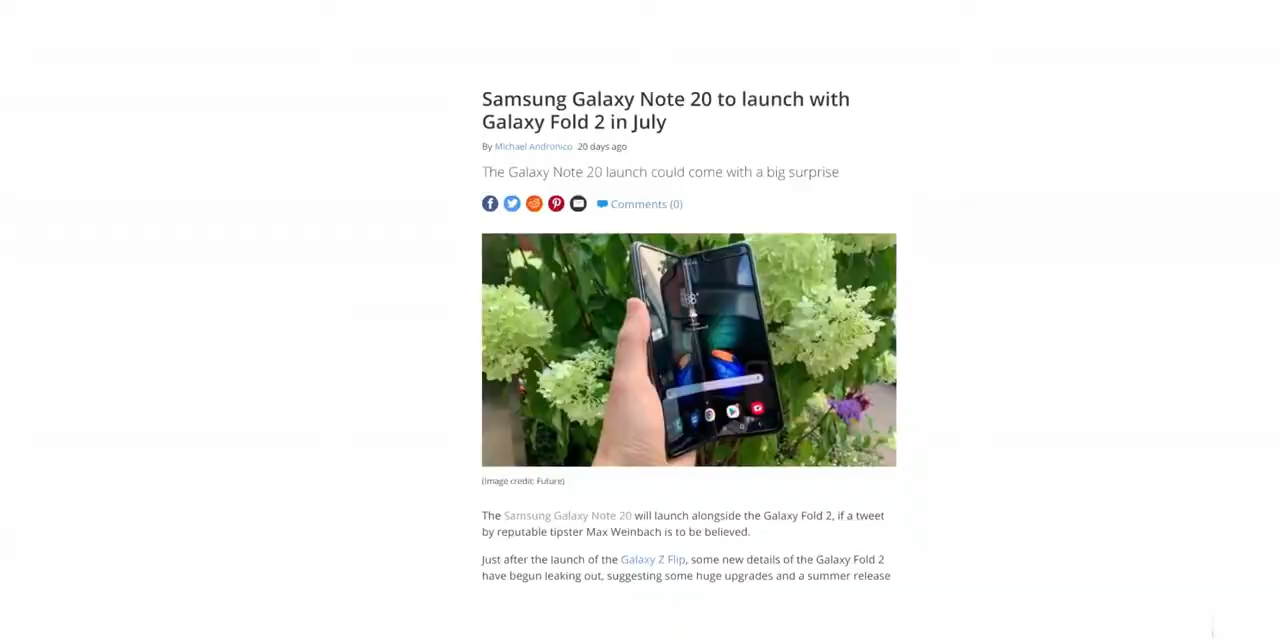 Samsung Galaxy Note 20 to launch with
Galaxy Fold 2 in July
By Michael Andronico 20 days ago
The Galaxy Note 20 launch could come with a big surprise
Comments (0)
(Image credit: Future)
The Samsung Galaxy Note 20 will launch alongside the Galaxy Fold 2, if a tweet
by reputable tipster Max Weinbach is to be believed.
Just after the launch of the Galaxy Z Flip, some new details of the Galaxy Fold 2
have begun leaking out, suggesting some huge upgrades and a summer release